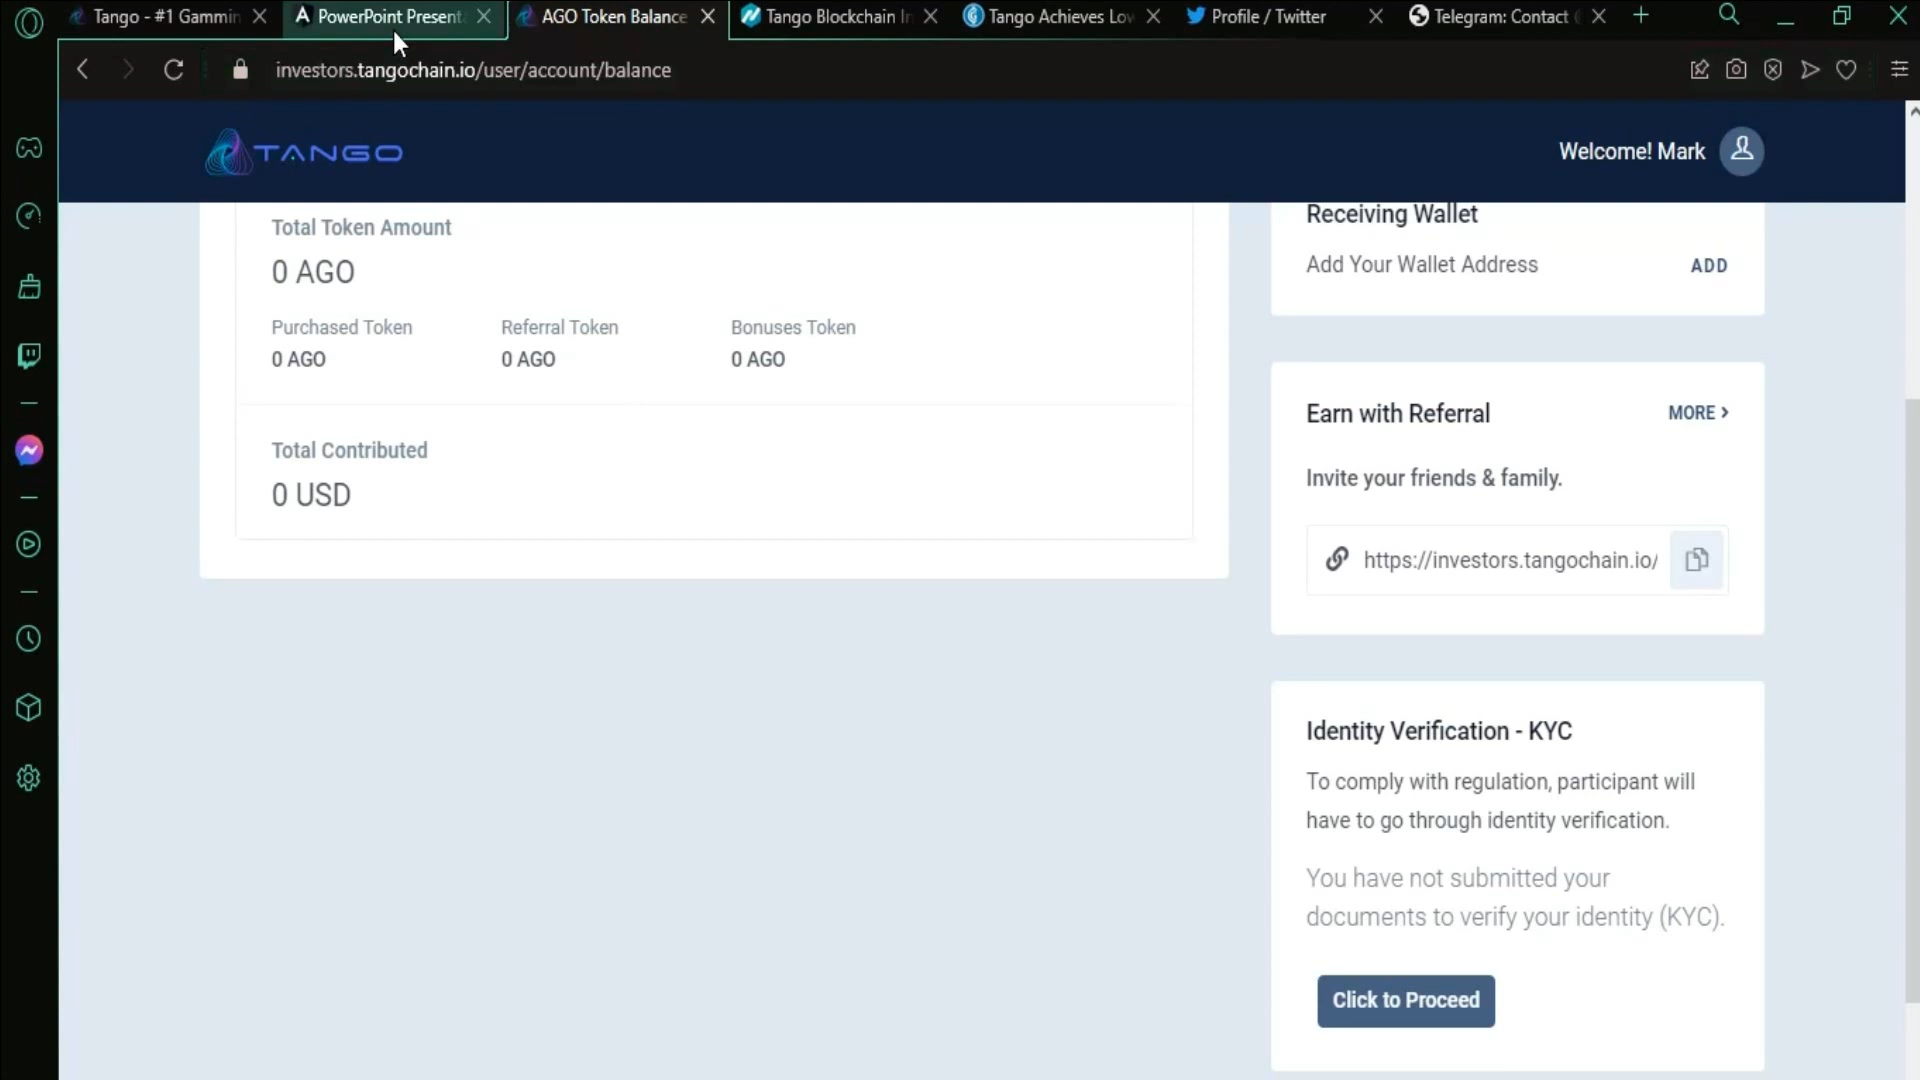 Tango - #1 Gammin
PowerPoint Present
AGO Token Balance
Tango Blockchain In
Tango Achieves Lov
Profile / Twitter
Telegram: Contact
investors.tangochain.io/user/account/balance
TANGO
Welcome! Mark
Total Token Amount
0 AGO
Purchased Token
Referral Token
Bonuses Token
0 AGO
0 AGO
0 AGO
Total Contributed
0 USD
Receiving Wallet
Add Your Wallet Address
ADD
Earn with Referral
MORE
Invite your friends & family.
https://investors.tangochain.io/
Identity Verification - KYC
To comply with regulation, participant will
have to go through identity verification.
You have not submitted your
documents to verify your identity (KYC).
Click to Proceed